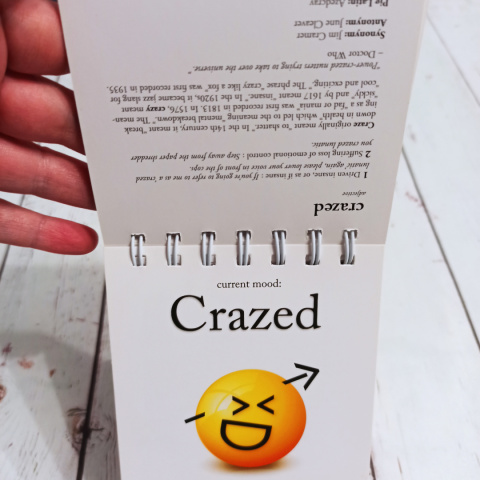 crazed
adjective
1 Driven insane, or as if insane : If you're going to refer to me as a 'crazed
lunatic' again, please lower your voice in front of the cops.
2 Suffering loss of emotional control : Step away from the paper shredder
you crazed lunatic.
Craze originally meant "to shatter." In the 14th century, it meant "break
down in health," which led to the meaning, "mental breakdown." The mean-
ing as a "fad or mania" was first recorded in 1813. In 1576, crazy meant
"sickly," and by 1617 meant "insane." In the 1920s, it became jazz slang for
"cool and exciting." The phrase "crazy like a fox" was first recorded in 1935.
"Power-crazed nutters trying to take over the universe."
– Doctor Who
Synonym: Jim Cramer
Antonym: June Cleaver
Pig Latin: Azedcray
current mood:
Crazed